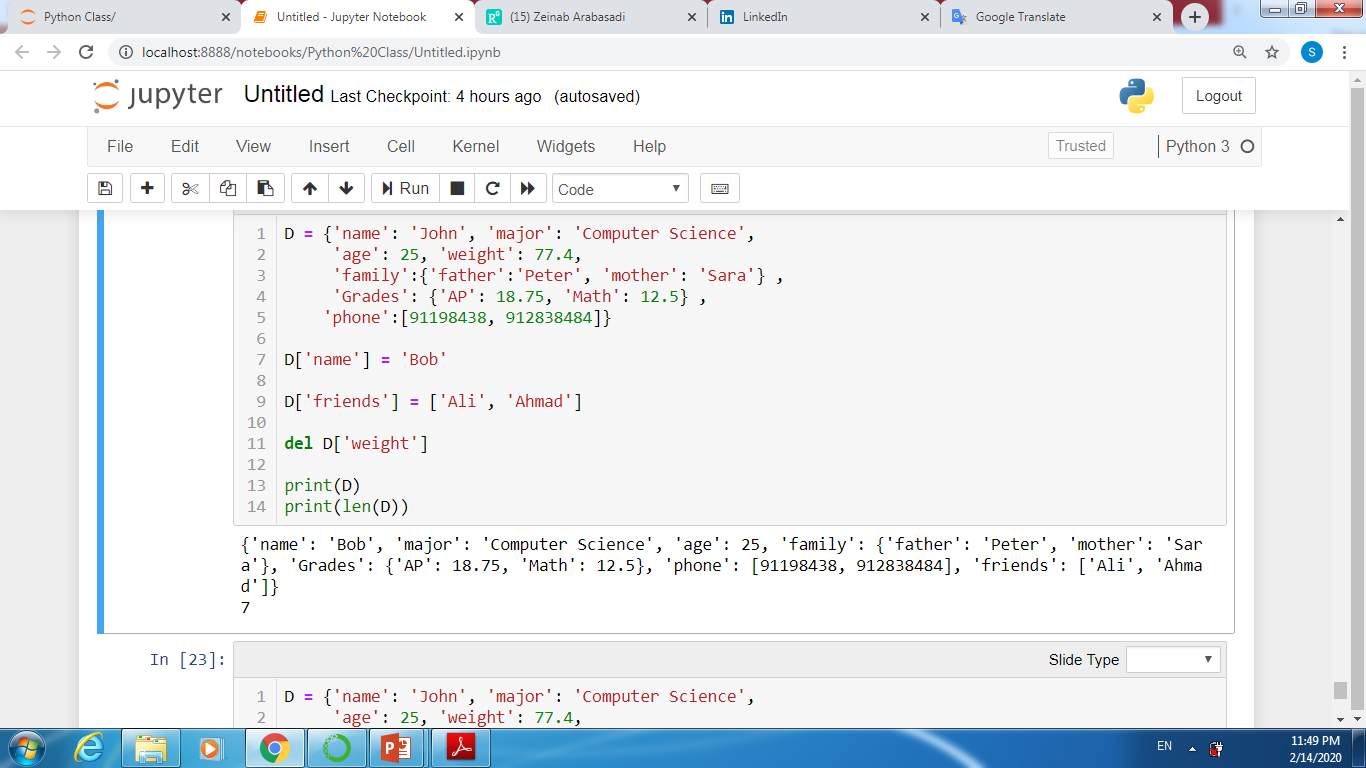 Python Class/
Untitled - Jupyter Notebook
(15) Zeinab Arabasadi
LinkedIn
Google Translate
localhost:8888/notebooks/Python%20Class/Untitled.ipynb
S
jupyter Untitled Last Checkpoint: 4 hours ago (autosaved)
Logout
File Edit View Insert Cell Kernel Widgets Help
Trusted
Python 3
Run
Code
1 D = {'name': 'John', 'major': 'Computer Science',
2      'age': 25, 'weight': 77.4,
3      'family':{'father':'Peter', 'mother': 'Sara'} ,
4      'Grades': {'AP': 18.75, 'Math': 12.5} ,
5     'phone':[91198438, 912838484]}
6
7 D['name'] = 'Bob'
8
9 D['friends'] = ['Ali', 'Ahmad']
10
11 del D['weight']
12
13 print(D)
14 print(len(D))
{'name': 'Bob', 'major': 'Computer Science', 'age': 25, 'family': {'father': 'Peter', 'mother': 'Sar
a'}, 'Grades': {'AP': 18.75, 'Math': 12.5}, 'phone': [91198438, 912838484], 'friends': ['Ali', 'Ahma
d']}
7
In [23]:
Slide Type
1 D = {'name': 'John', 'major': 'Computer Science',
2      'age': 25, 'weight': 77.4,
EN
11:49 PM
2/14/2020